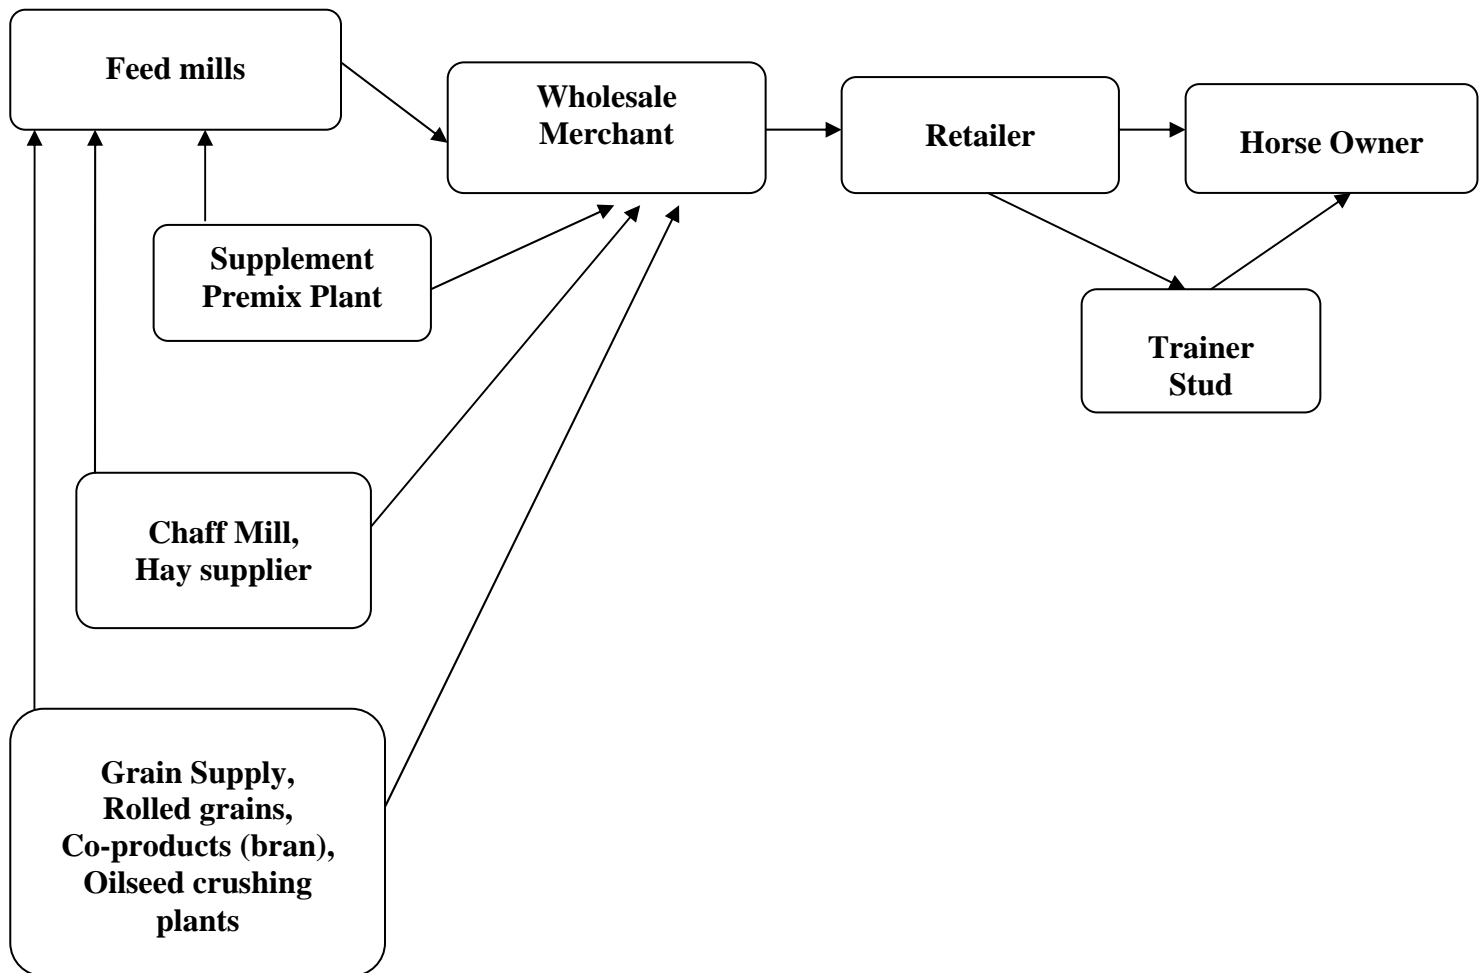 Feed mills
Wholesale
Merchant
Retailer
Horse Owner
Supplement
Premix Plant
Trainer
Stud
Chaff Mill,
Hay supplier
Grain Supply,
Rolled grains,
Co-products (bran),
Oilseed crushing
plants